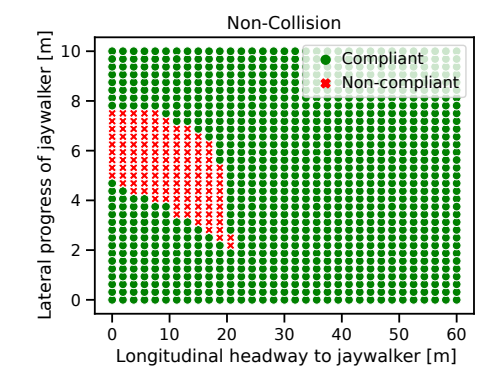 Non-Collision
Lateral progress of jaywalker [m]
10
8
6
4
2
0
Compliant
Non-compliant
0 10 20 30 40 50 60
Longitudinal headway to jaywalker [m]